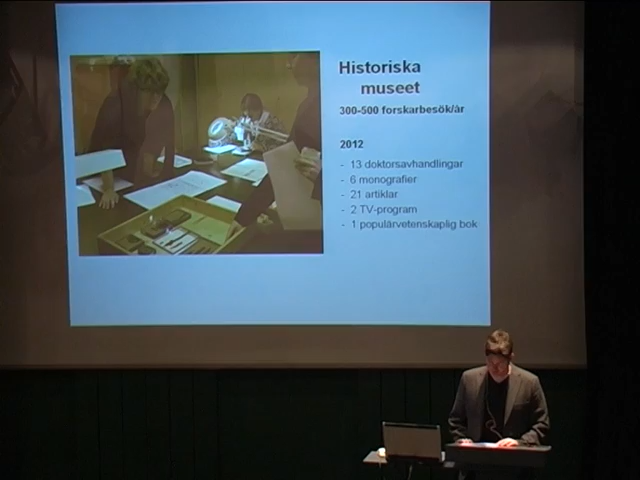 Historiska
museet
300-500 forskarbesök/år
2012
- 13 doktorsavhandlingar
- 6 monografier
- 21 artiklar
- 2 TV-program
- 1 populärvetenskaplig bok